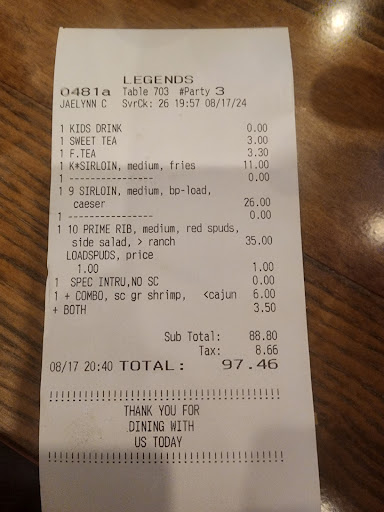 LEGENDS
0481a Table 703 #Party 3
JAELYNN C SvrCk: 26 19:57 08/17/24
1 KIDS DRINK 0.00
1 SWEET TEA 3.00
1 F.TEA 3.30
1 K*SIRLOIN, medium, fries 11.00
1 --------------- 0.00
1 9 SIRLOIN, medium, bp-load,
caeser 26.00
1 --------------- 0.00
1 10 PRIME RIB, medium, red spuds,
side salad, > ranch 35.00
LOADSPUDS, price
1.00 1.00
1 SPEC INTRU,NO SC 0.00
1 + COMBO, sc gr shrimp, <cajun 6.00
+ BOTH 3.50
Sub Total: 88.80
Tax: 8.66
08/17 20:40 TOTAL: 97.46
THANK YOU FOR
DINING WITH
US TODAY